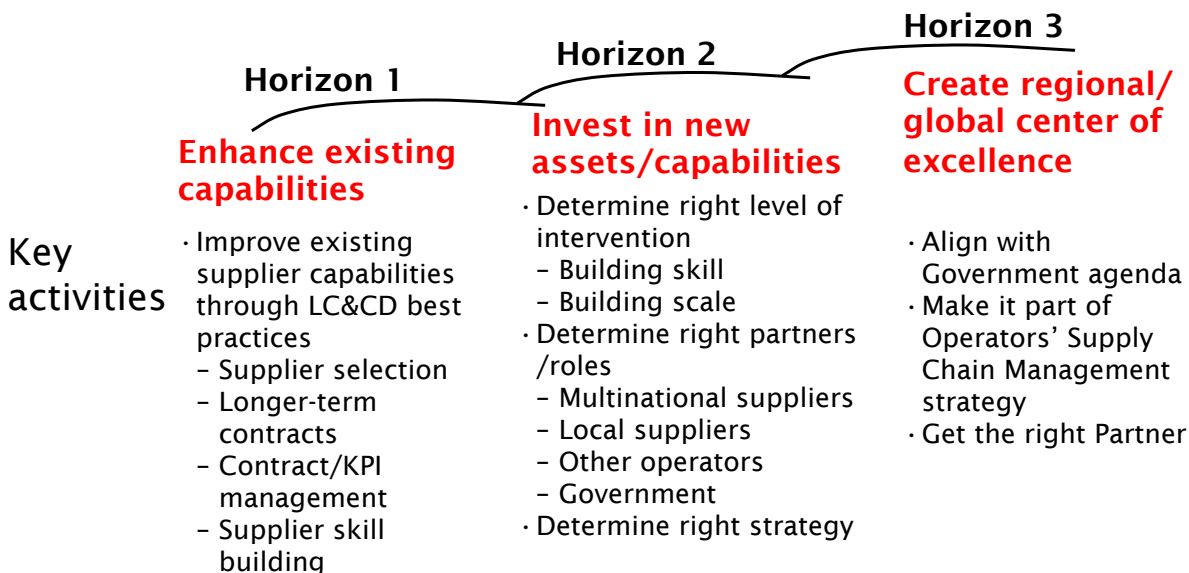 Horizon 1
Horizon 2
Horizon 3
Key
activities
Enhance existing
capabilities
· Improve existing
supplier capabilities
through LC&CD best
practices
– Supplier selection
– Longer-term
contracts
– Contract/KPI
management
– Supplier skill
building
Invest in new
assets/capabilities
· Determine right level of
intervention
– Building skill
– Building scale
· Determine right partners
/roles
– Multinational suppliers
– Local suppliers
– Other operators
– Government
· Determine right strategy
Create regional/
global center of
excellence
· Align with
Government agenda
· Make it part of
Operators’ Supply
Chain Management
strategy
· Get the right Partner